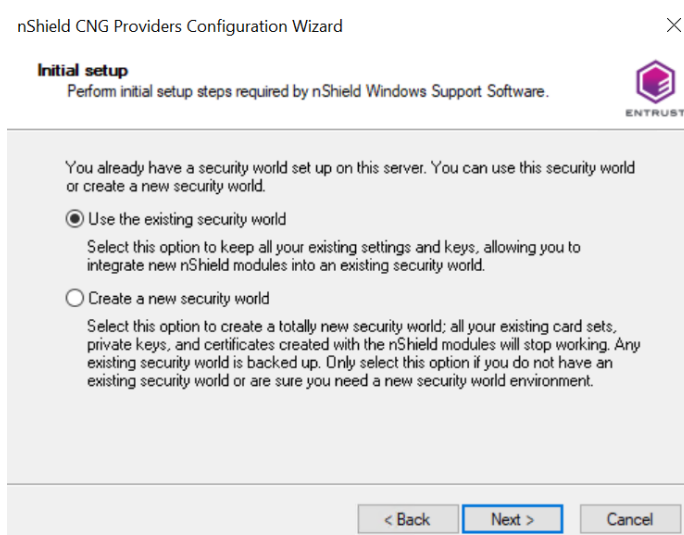 nShield CNG Providers Configuration Wizard
Initial setup
Perform initial setup steps required by nShield Windows Support Software.
ENTRUST
You already have a security world set up on this server. You can use this security world
or create a new security world.
Use the existing security world
Select this option to keep all your existing settings and keys, allowing you to
integrate new nShield modules into an existing security world.
Create a new security world
Select this option to create a totally new security world; all your existing card sets,
private keys, and certificates created with the nShield modules will stop working. Any
existing security world is backed up. Only select this option if you do not have an
existing security world or are sure you need a new security world environment.
< Back
Next >
Cancel